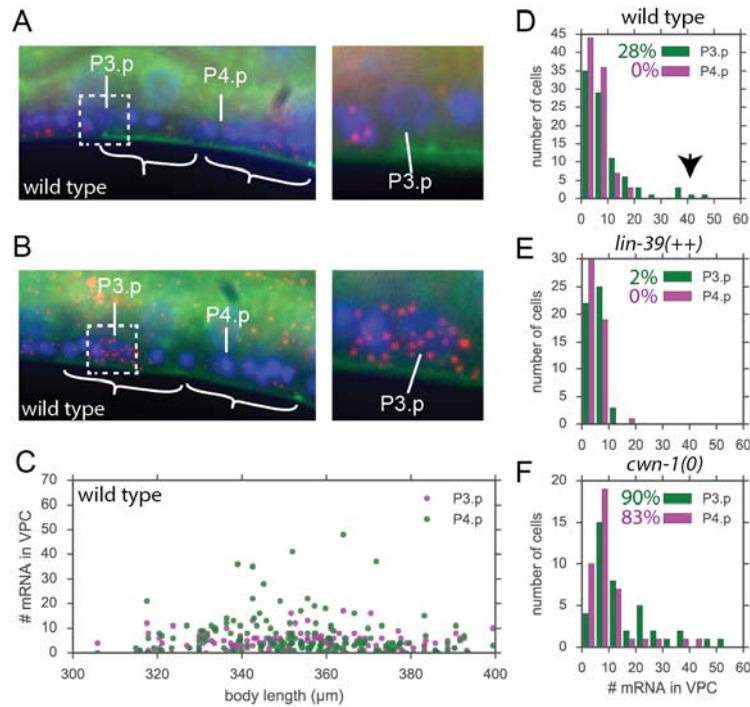 A
P3.p
P4.p
wild type
P3.p
B
P3.p
P4.p
wild type
P3.p
C
wild type
70
60
50
40
30
20
10
0
P3.p
P4.p
# mRNA in VPC
300 320 340 360 380 400
body length (µm)
D
wild type
45
40
35
30
25
20
15
10
5
0
28% P3.p
0% P4.p
number of cells
0 10 20 30 40 50 60
E
lin-39(++)
30
25
20
15
10
5
0
2% P3.p
0% P4.p
number of cells
0 10 20 30 40 50 60
F
cwn-1(0)
20
15
10
5
0
90% P3.p
83% P4.p
number of cells
0 10 20 30 40 50 60
# mRNA in VPC